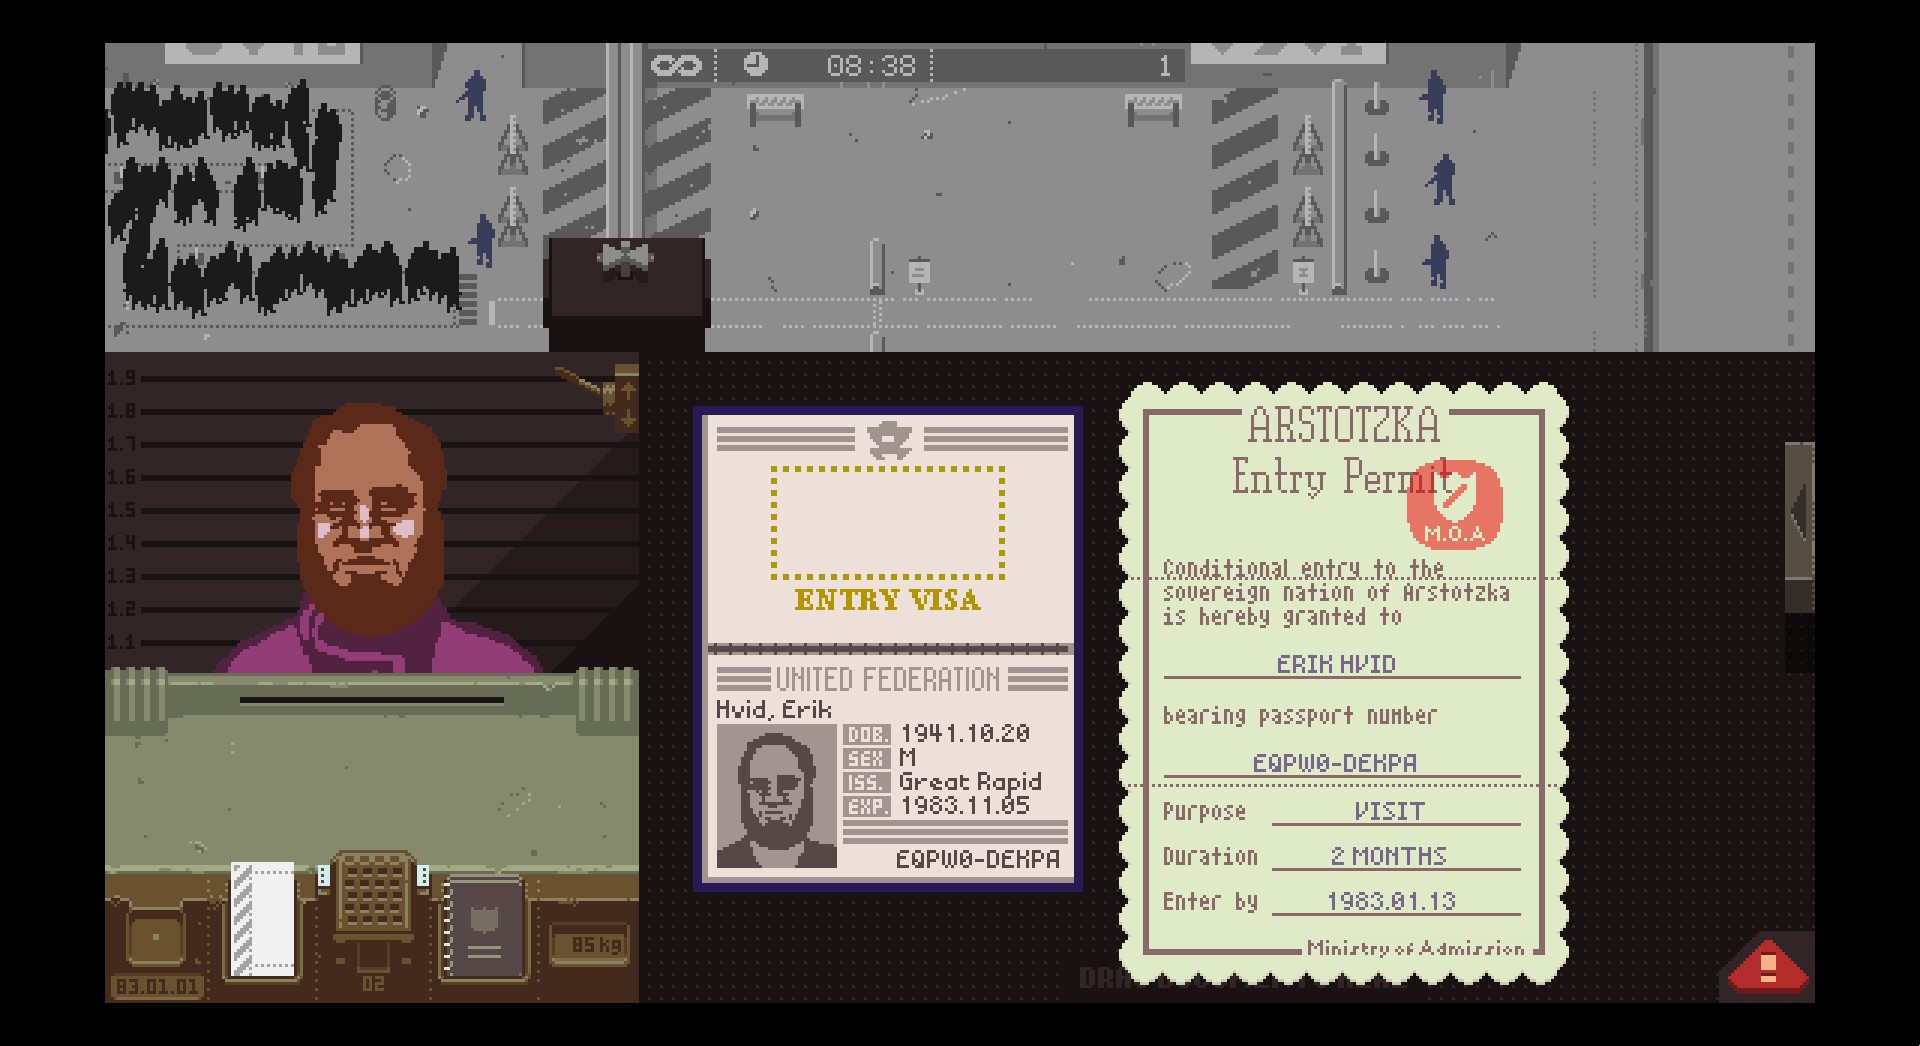 08:38
1
1.9
1.8
1.7
1.6
1.5
1.4
1.3
1.2
1.1
ENTRY VISA
UNITED FEDERATION
Hvid, Erik
DOB. 1941.10.20
SEX M
ISS. Great Rapid
EXP. 1983.11.05
EQPW0-DEKPA
ARSTOTZKA
Entry Permit
M.O.A
Conditional entry to the
sovereign nation of Arstotzka
is hereby granted to
ERIK HVID
bearing passport number
EQPW0-DEKPA
Purpose VISIT
Duration 2 MONTHS
Enter by 1983.01.13
Ministry of Admission
85kg
83.01.01
02